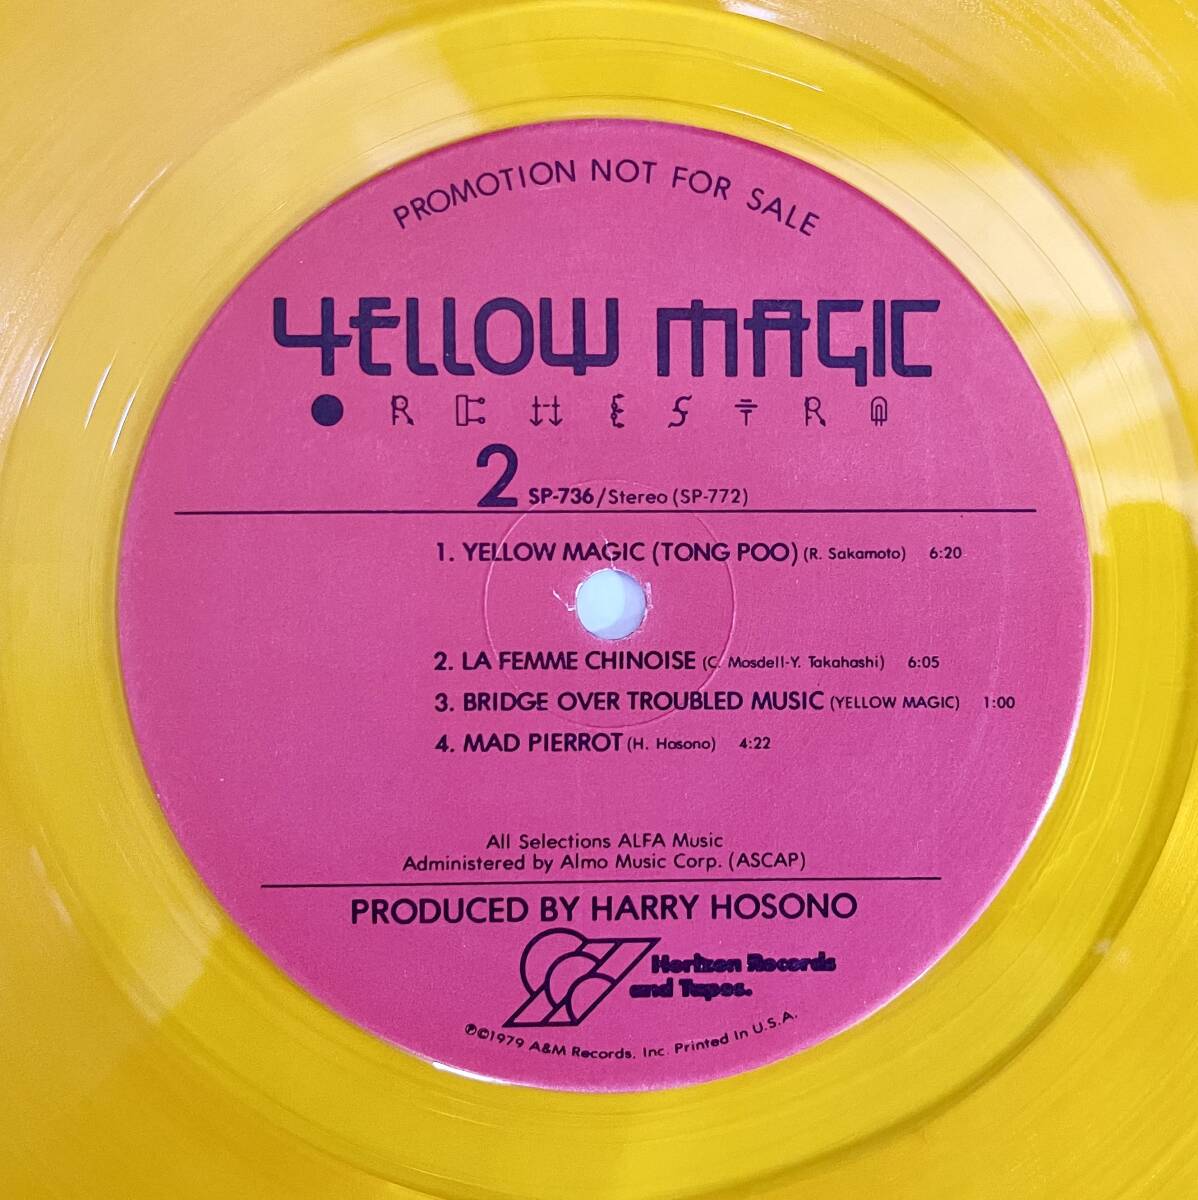 PROMOTION NOT FOR SALE
YELLOW MAGIC
ORCHESTRA
2 SP-736/Stereo (SP-772)
1. YELLOW MAGIC (TONG POO) (R. Sakamoto) 6:20
2. LA FEMME CHINOISE (C. Mosdell-Y. Takahashi) 6:05
3. BRIDGE OVER TROUBLED MUSIC (YELLOW MAGIC) 1:00
4. MAD PIERROT (H. Hosono) 4:22
All Selections ALFA Music
Administered by Almo Music Corp. (ASCAP)
PRODUCED BY HARRY HOSONO
Horizon Records
and Tapes.
℗©1979 A&M Records, Inc. Printed in U.S.A.